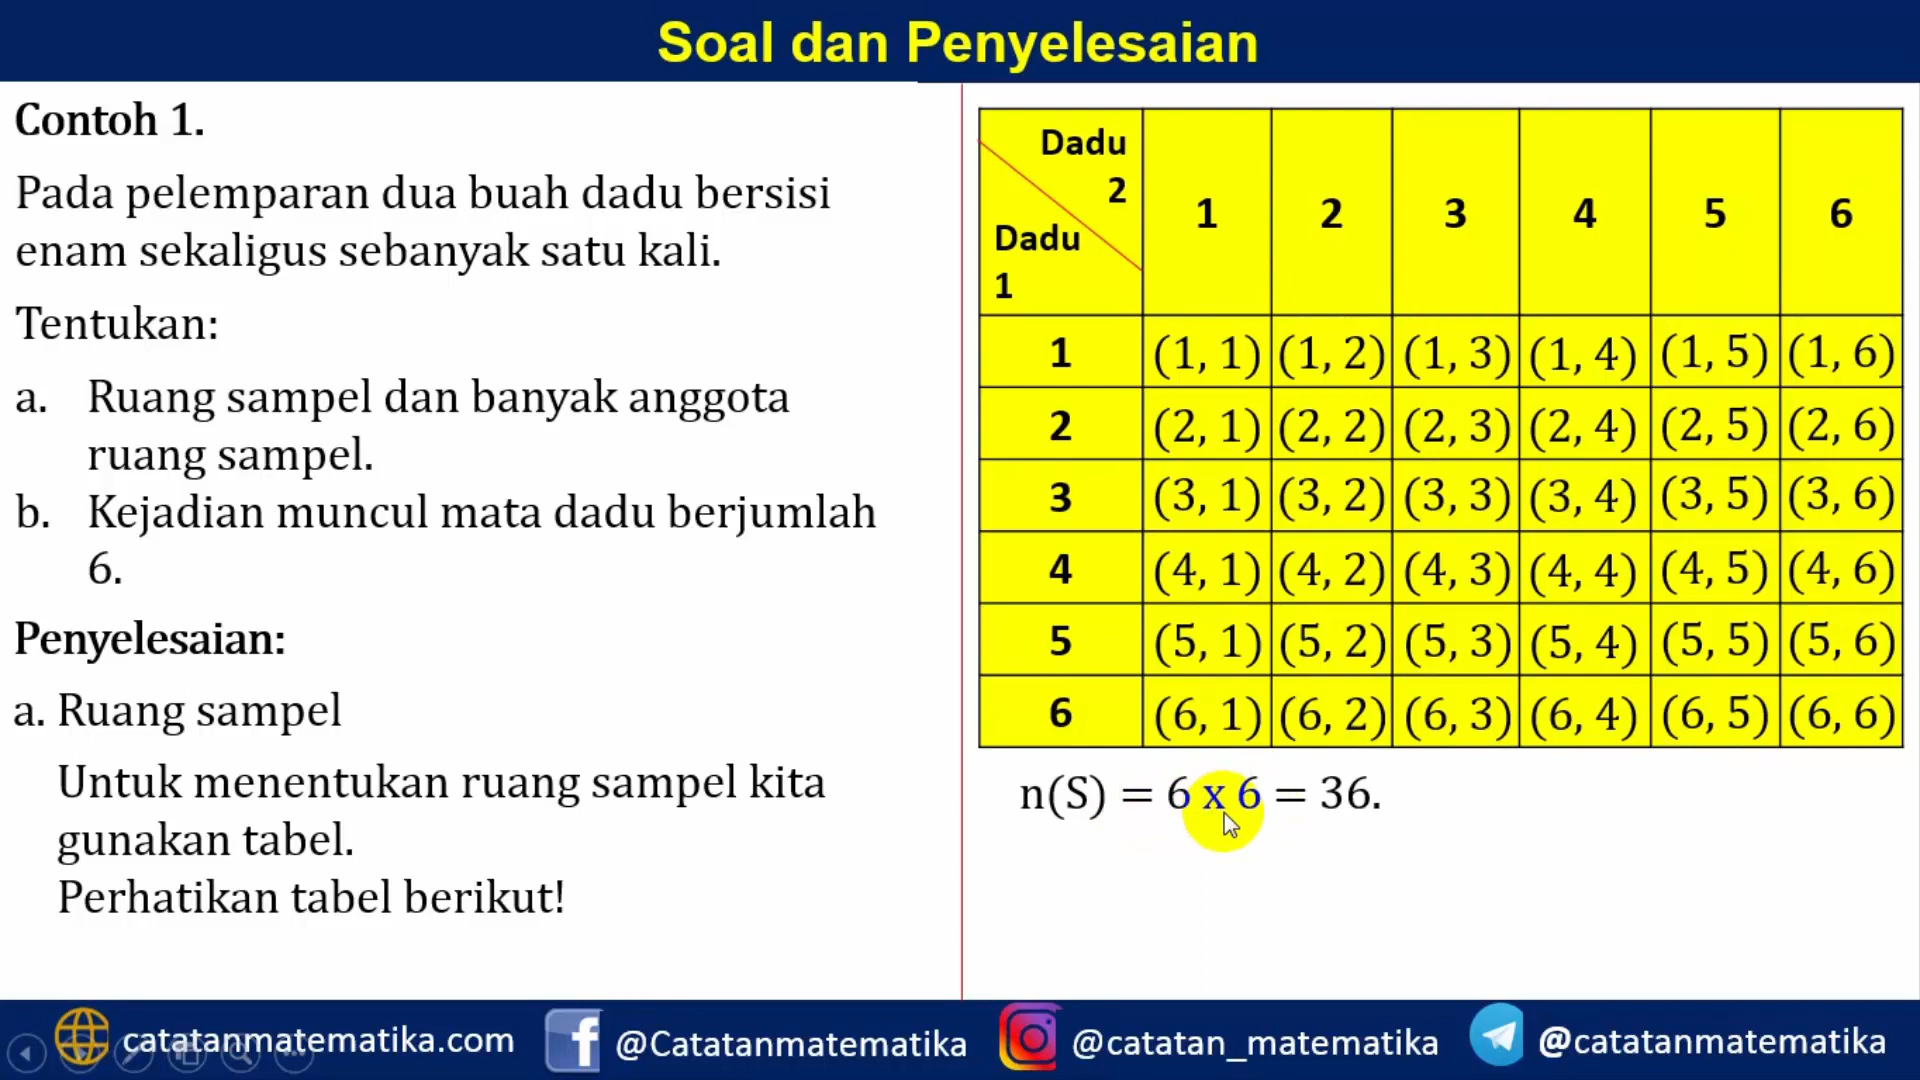 Soal dan Penyelesaian
Contoh 1.
Pada pelemparan dua buah dadu bersisi
enam sekaligus sebanyak satu kali.
Tentukan:
a. Ruang sampel dan banyak anggota
ruang sampel.
b. Kejadian muncul mata dadu berjumlah
6.
Penyelesaian:
a. Ruang sampel
Untuk menentukan ruang sampel kita
gunakan tabel.
Perhatikan tabel berikut!
Dadu
2
Dadu
1
1 2 3 4 5 6
1 (1, 1) (1, 2) (1, 3) (1, 4) (1, 5) (1, 6)
2 (2, 1) (2, 2) (2, 3) (2, 4) (2, 5) (2, 6)
3 (3, 1) (3, 2) (3, 3) (3, 4) (3, 5) (3, 6)
4 (4, 1) (4, 2) (4, 3) (4, 4) (4, 5) (4, 6)
5 (5, 1) (5, 2) (5, 3) (5, 4) (5, 5) (5, 6)
6 (6, 1) (6, 2) (6, 3) (6, 4) (6, 5) (6, 6)
n(S) = 6 x 6 = 36.
catatanmatematika.com @Catatanmatematika @catatan_matematika @catatanmatematika